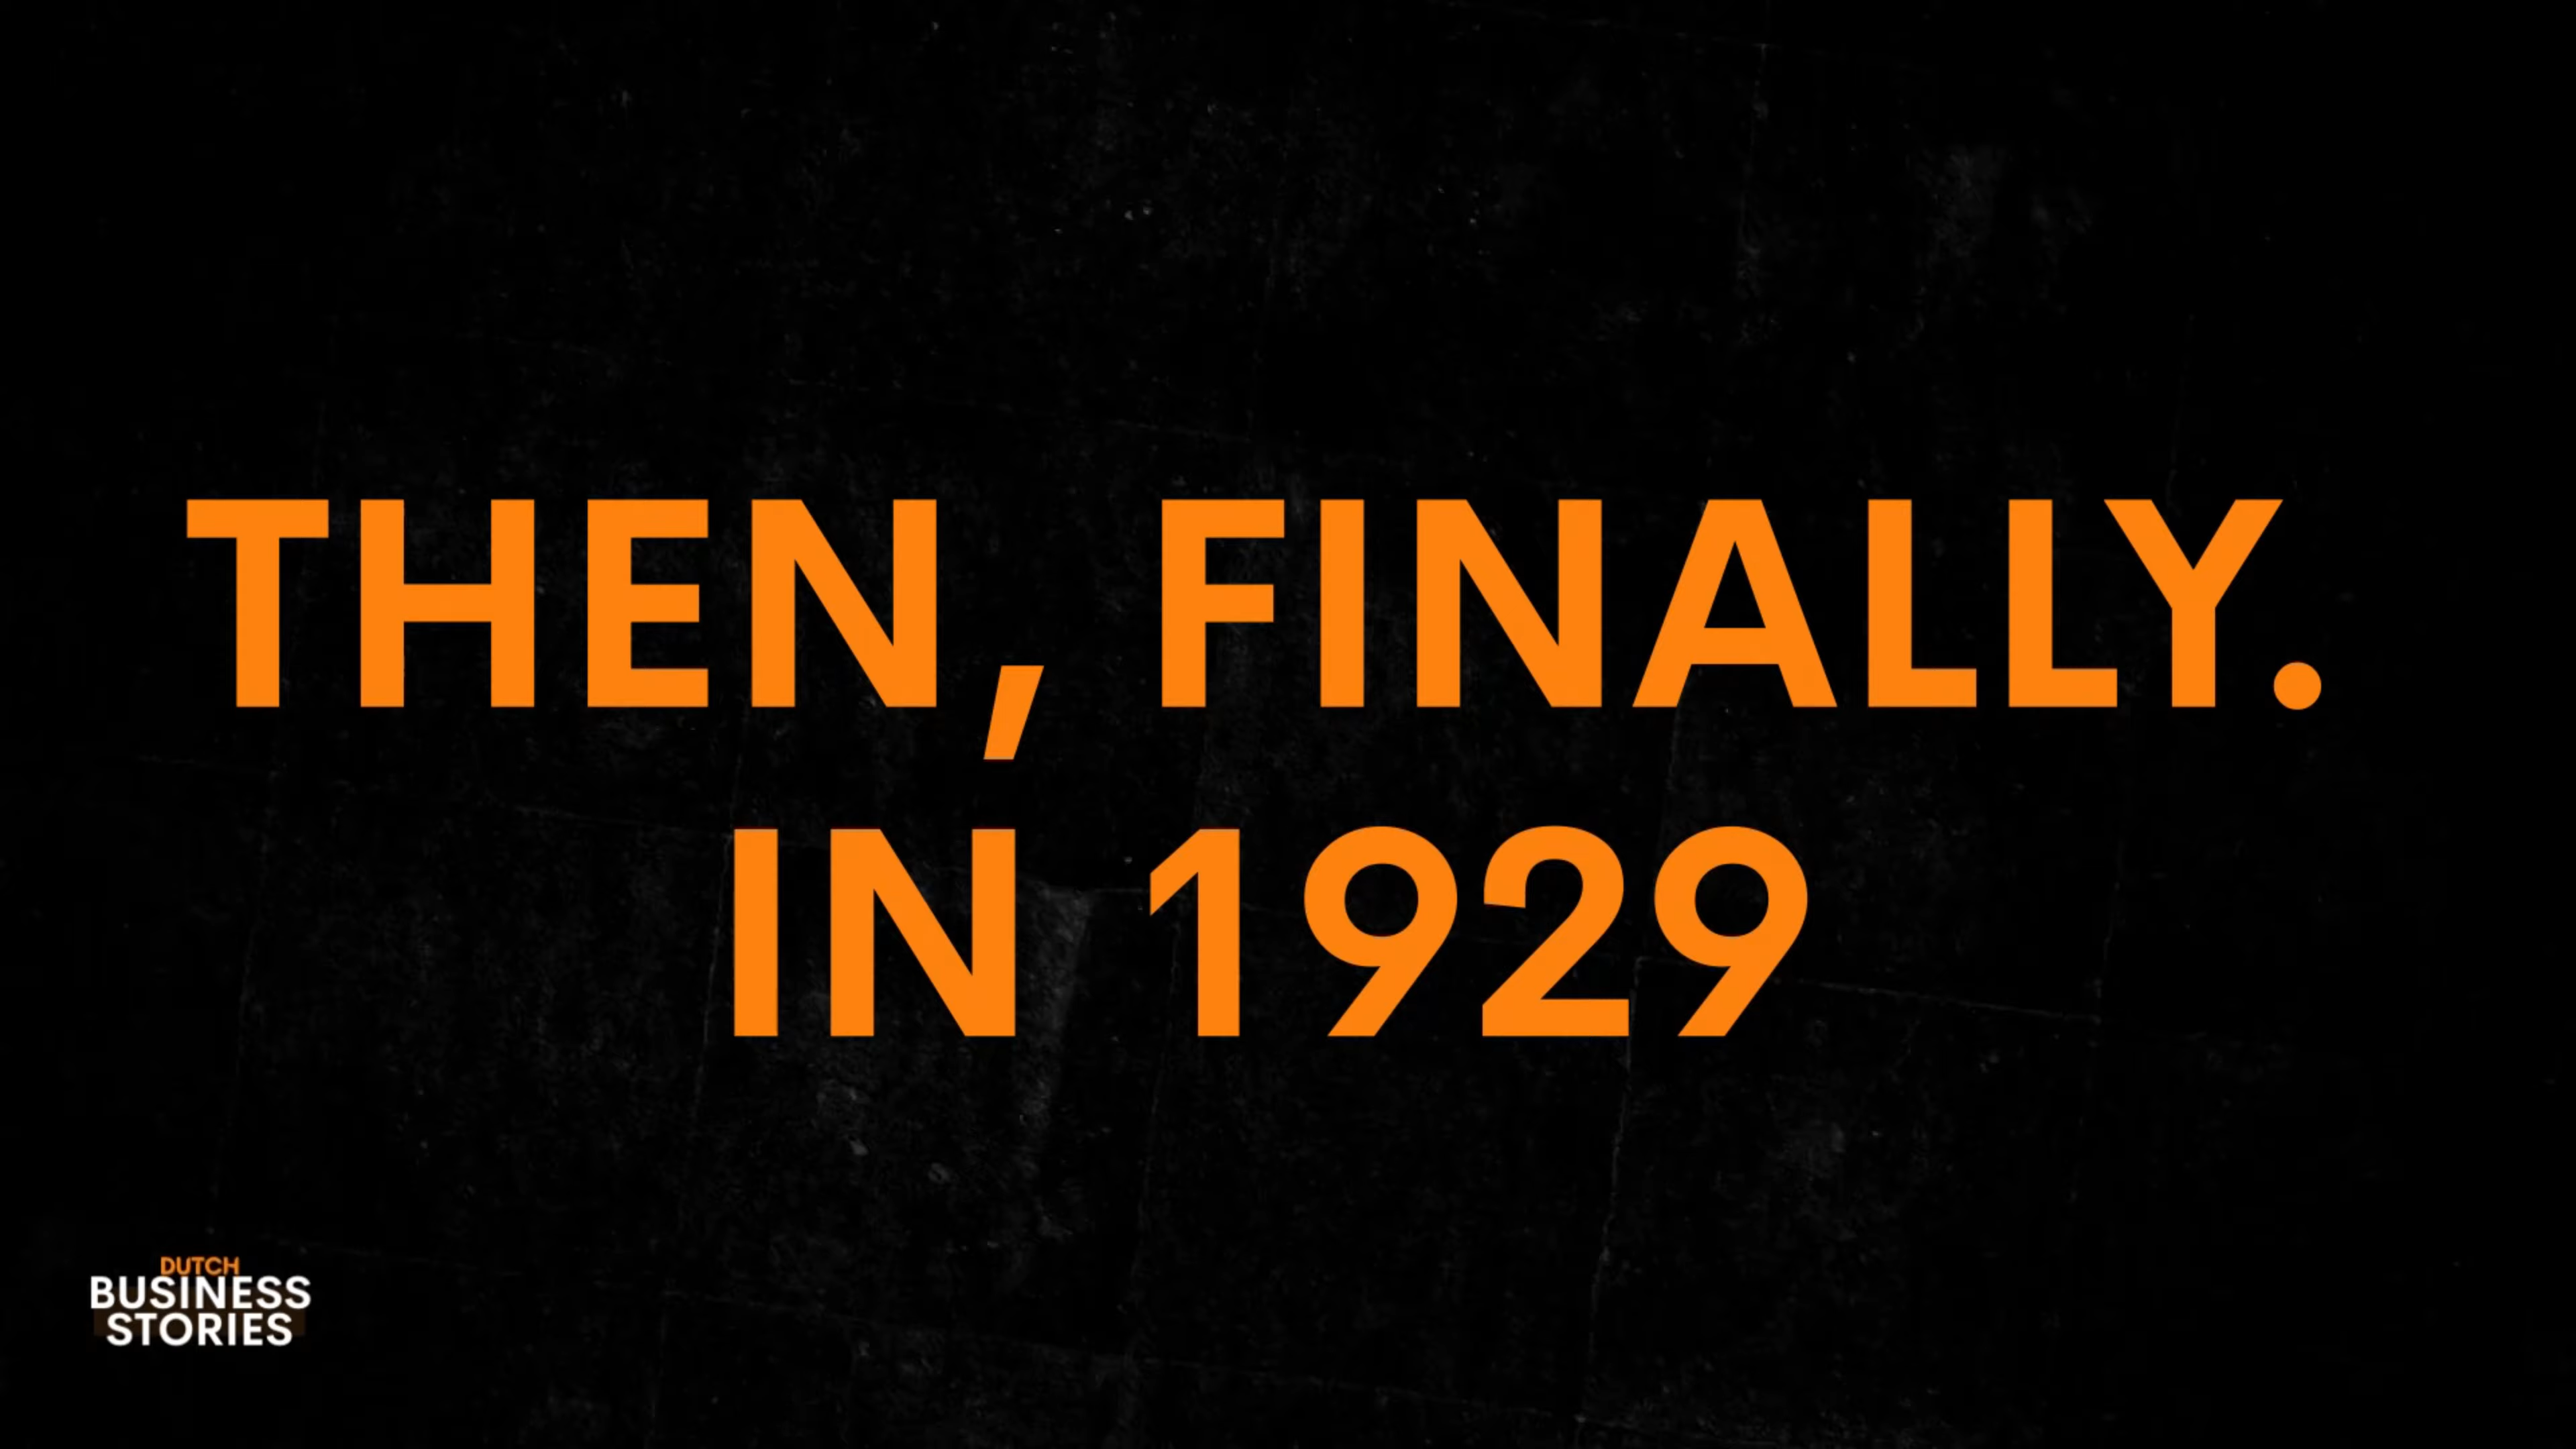 THEN, FINALLY.
IN 1929
DUTCH
BUSINESS
STORIES